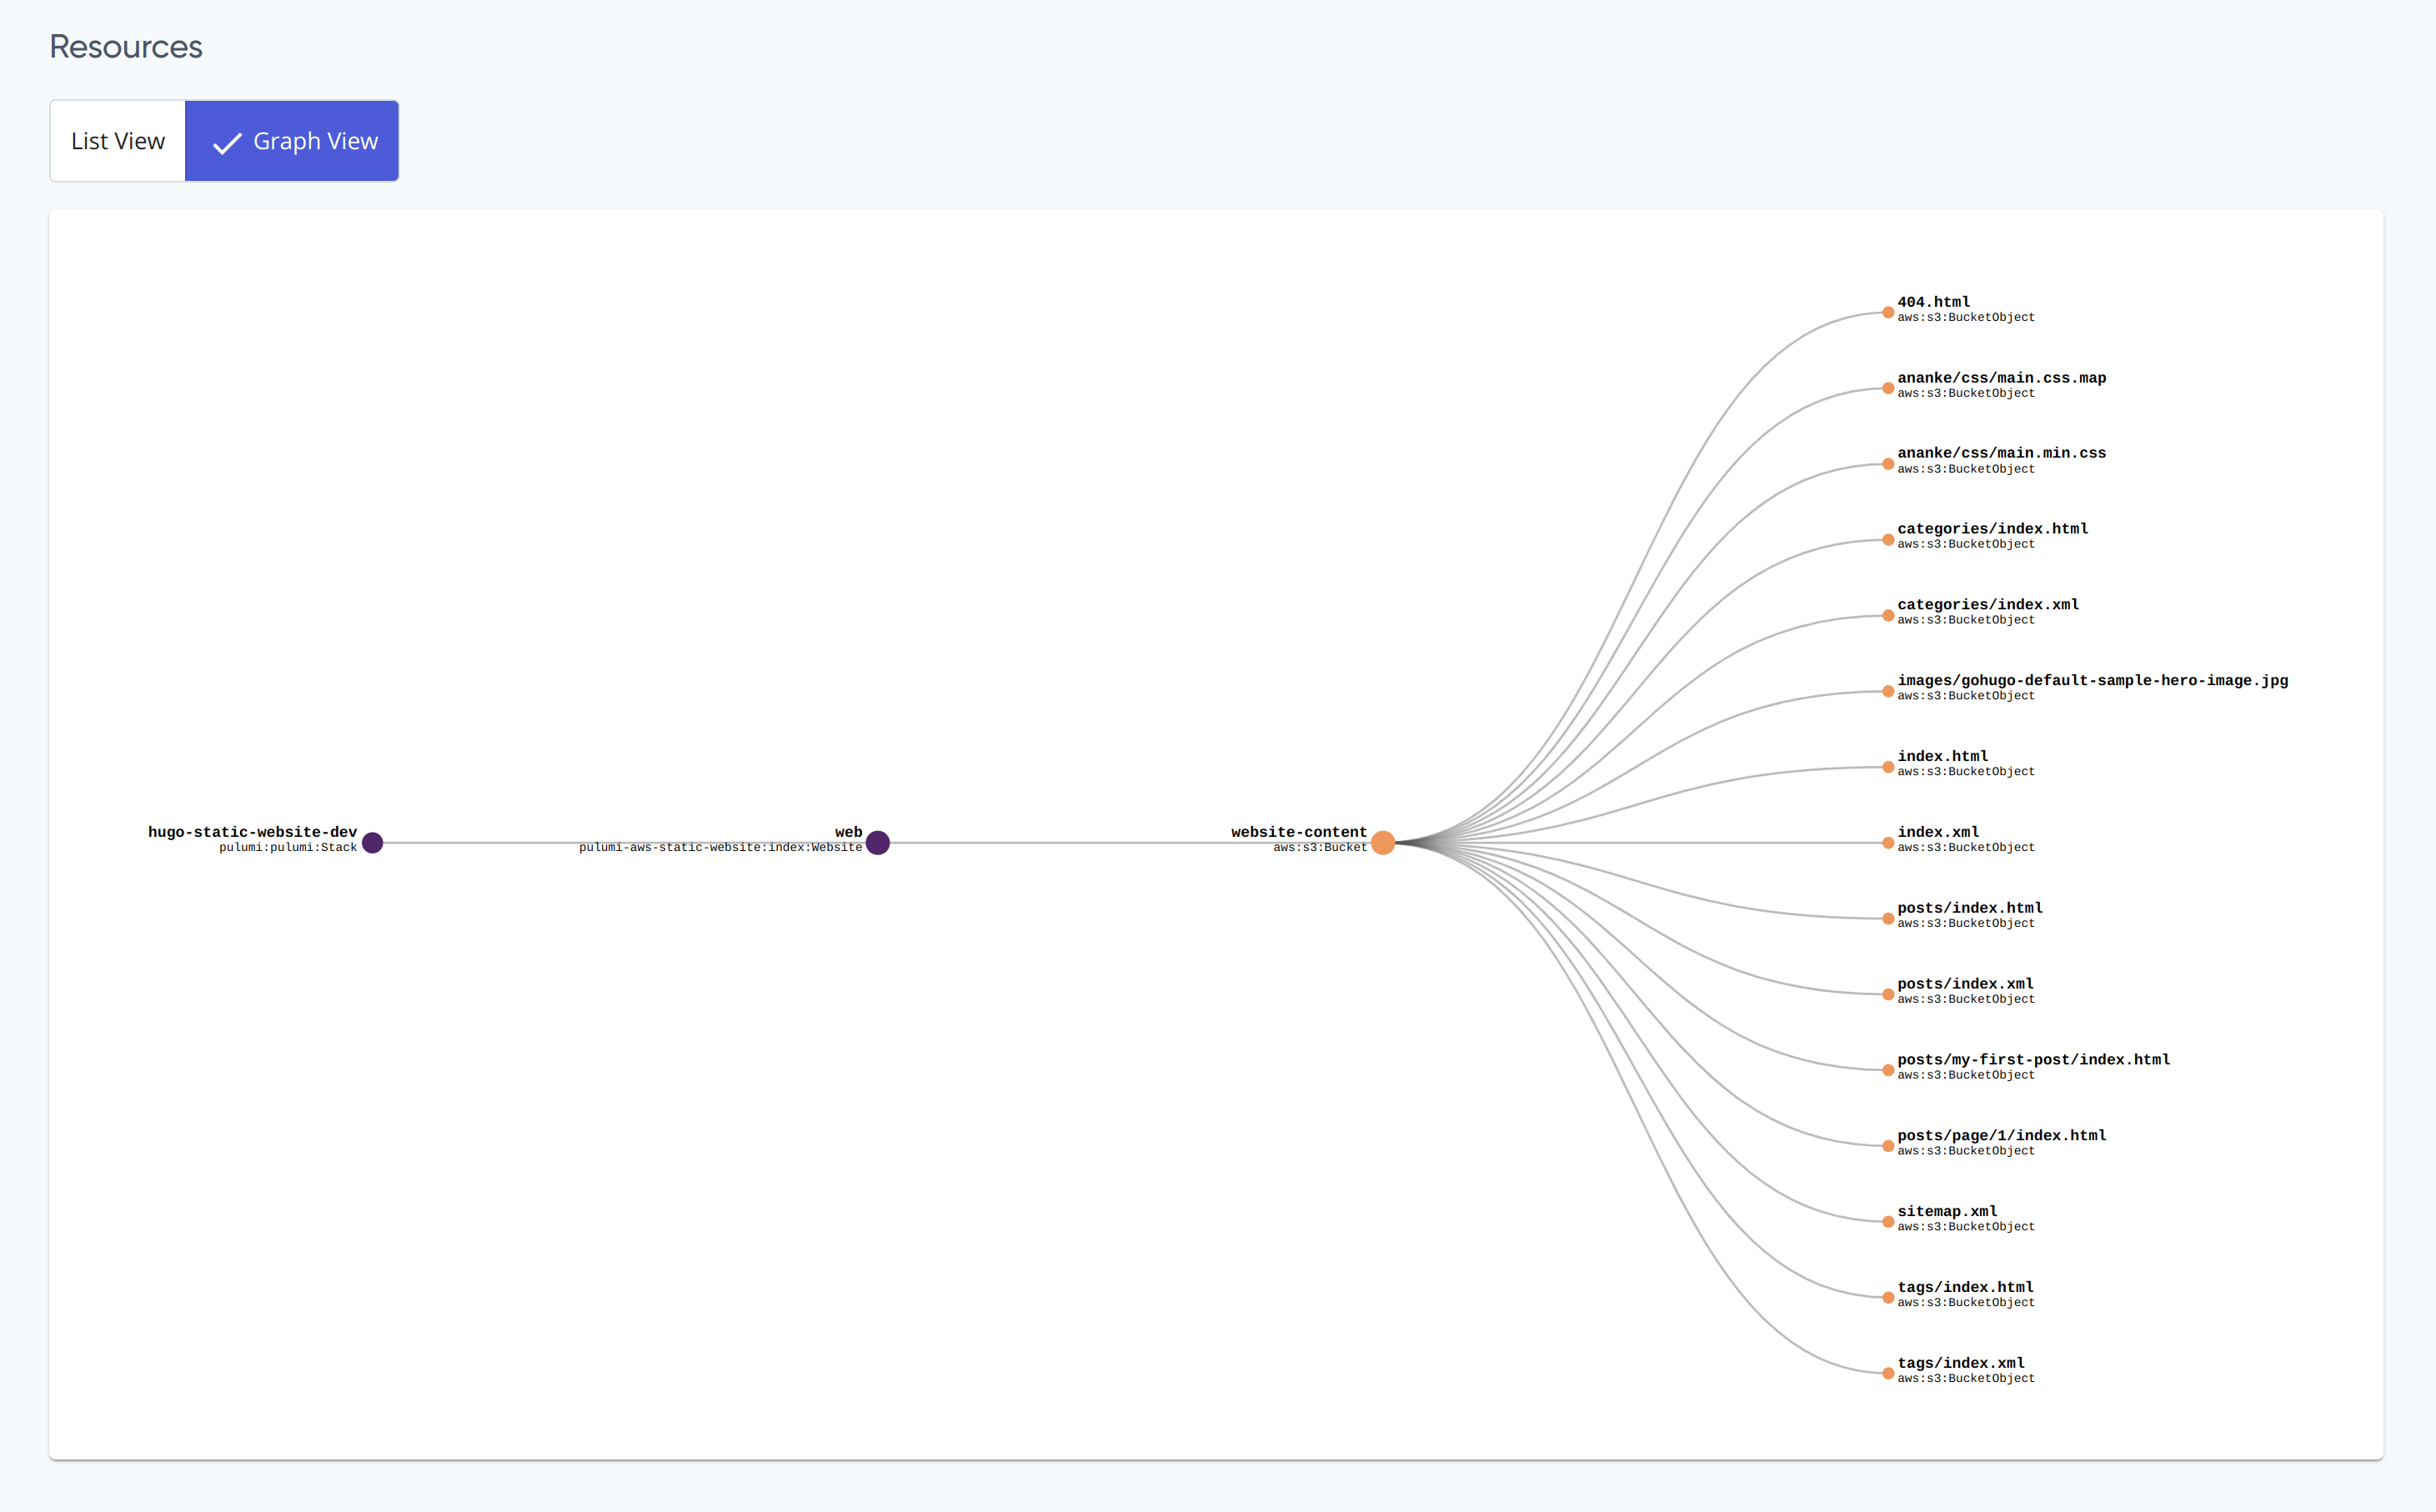 Resources
List View
Graph View
404.html
aws:s3:BucketObject
ananke/css/main.css.map
aws:s3:BucketObject
ananke/css/main.min.css
aws:s3:BucketObject
categories/index.html
aws:s3:BucketObject
categories/index.xml
aws:s3:BucketObject
images/gohugo-default-sample-hero-image.jpg
aws:s3:BucketObject
index.html
aws:s3:BucketObject
hugo-static-website-dev
pulumi:pulumi:Stack
web
pulumi-aws-static-website:index:Website
website-content
aws:s3:Bucket
index.xml
aws:s3:BucketObject
posts/index.html
aws:s3:BucketObject
posts/index.xml
aws:s3:BucketObject
posts/my-first-post/index.html
aws:s3:BucketObject
posts/page/1/index.html
aws:s3:BucketObject
sitemap.xml
aws:s3:BucketObject
tags/index.html
aws:s3:BucketObject
tags/index.xml
aws:s3:BucketObject